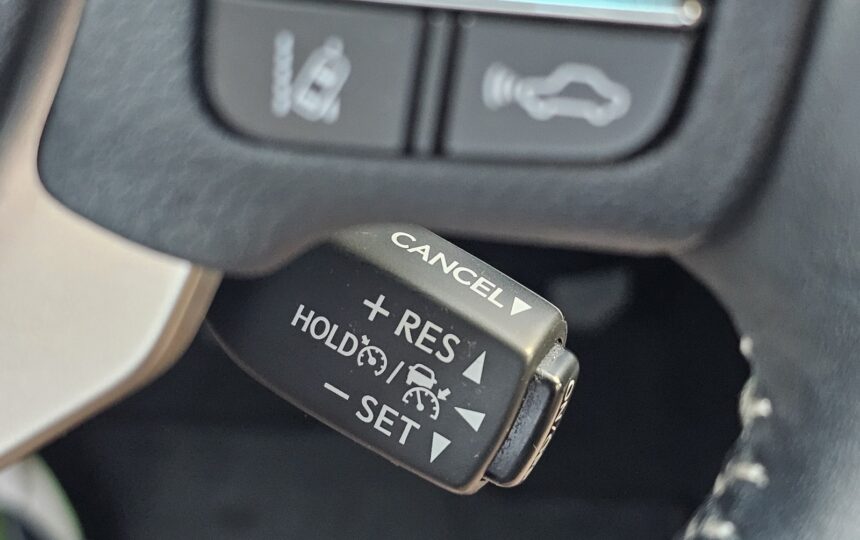 CANCEL▼
+ RES ▲
HOLD /
− SET ▼